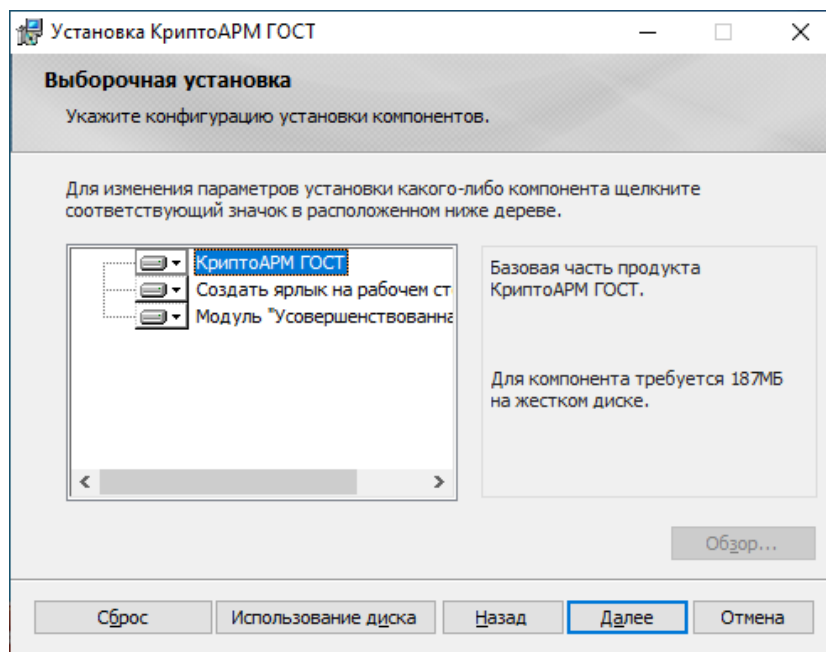 Установка КриптоАРМ ГОСТ
Выборочная установка
Укажите конфигурацию установки компонентов.
Для изменения параметров установки какого-либо компонента щелкните
соответствующий значок в расположенном ниже дереве.
КриптоАРМ ГОСТ
Создать ярлык на рабочем ст
Модуль "Усовершенствованна
Базовая часть продукта
КриптоАРМ ГОСТ.
Для компонента требуется 187МБ
на жестком диске.
Обзор...
Сброс
Использование диска
Назад
Далее
Отмена